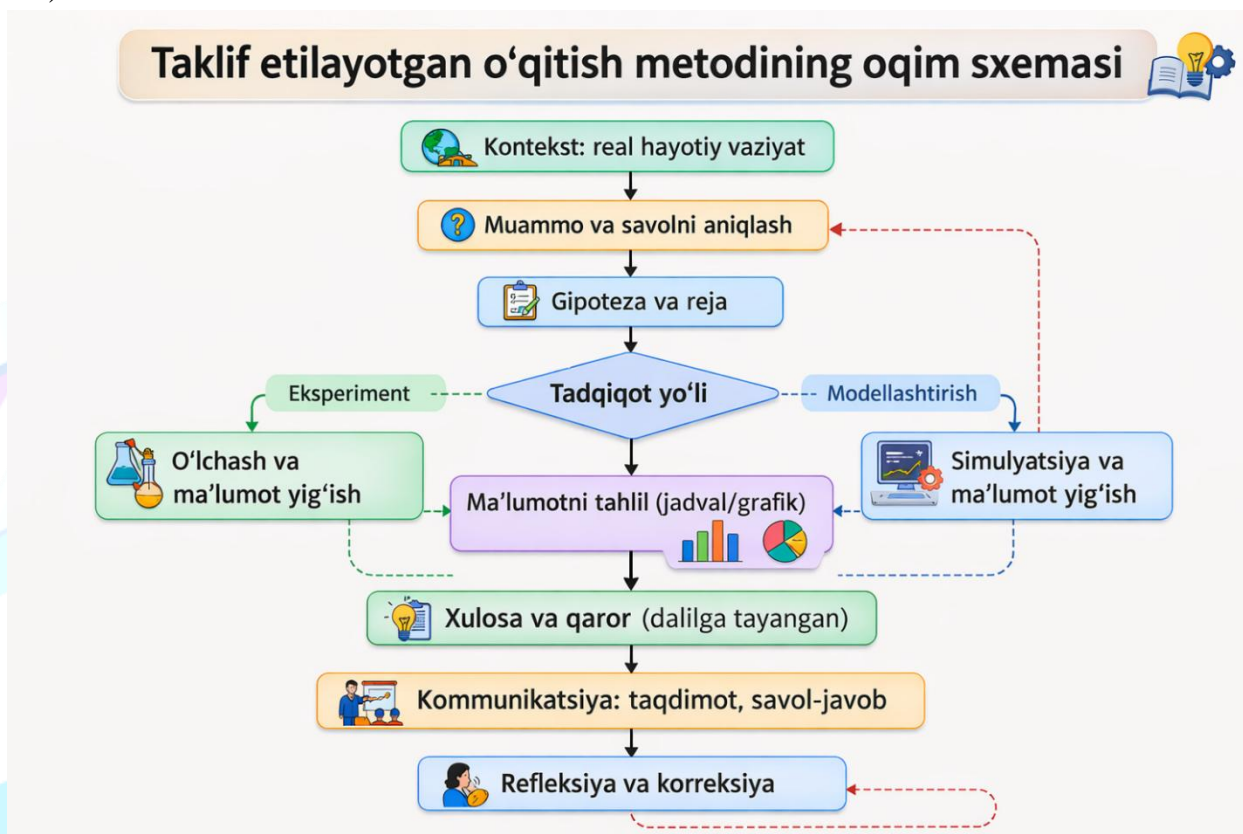 Taklif etilayotgan o‘qitish metodining oqim sxemasi
Kontekst: real hayotiy vaziyat
Muammo va savolni aniqlash
Gipoteza va reja
Tadqiqot yo‘li
Eksperiment
Modellashtirish
O‘lchash va
ma’lumot yig‘ish
Simulyatsiya va
ma’lumot yig‘ish
Ma’lumotni tahlil (jadval/grafik)
Xulosa va qaror (dalilga tayangan)
Kommunikatsiya: taqdimot, savol-javob
Refleksiya va korreksiya